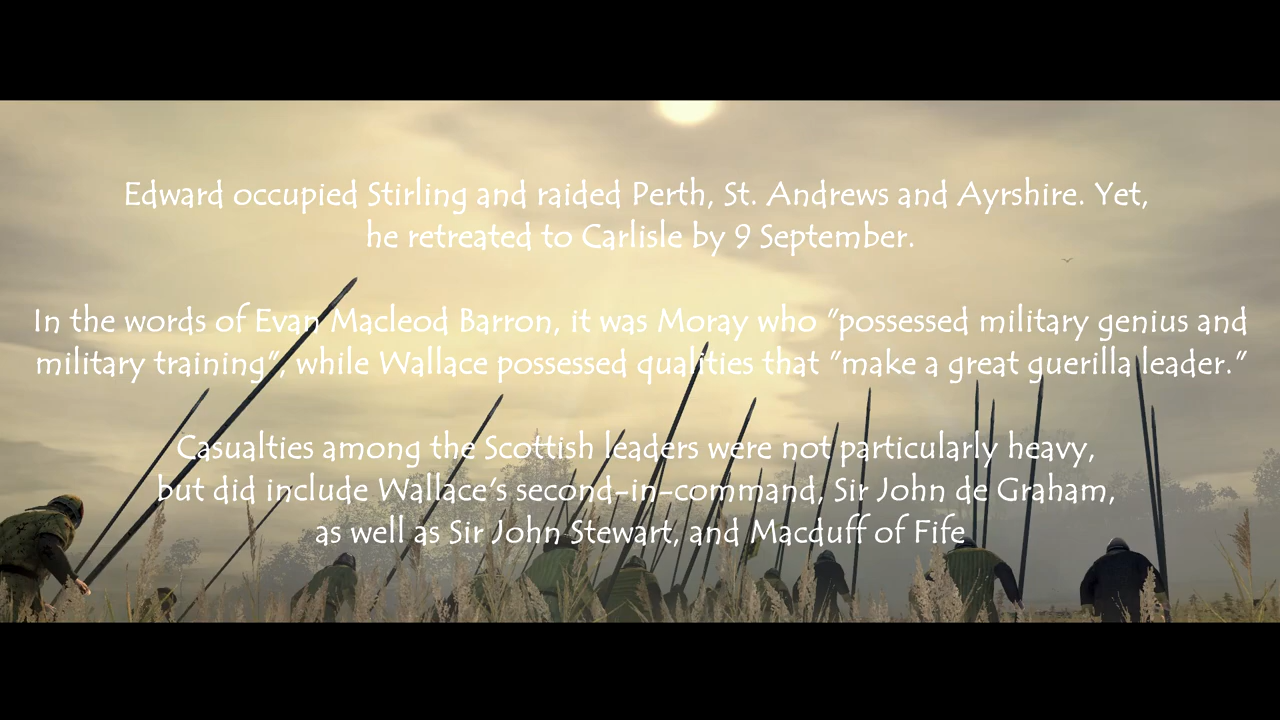 Edward occupied Stirling and raided Perth, St. Andrews and Ayrshire. Yet,
he retreated to Carlisle by 9 September.
In the words of Evan Macleod Barron, it was Moray who "possessed military genius and
military training", while Wallace possessed qualities that "make a great guerilla leader."
Casualties among the Scottish leaders were not particularly heavy,
but did include Wallace's second-in-command, Sir John de Graham,
as well as Sir John Stewart, and Macduff of Fife